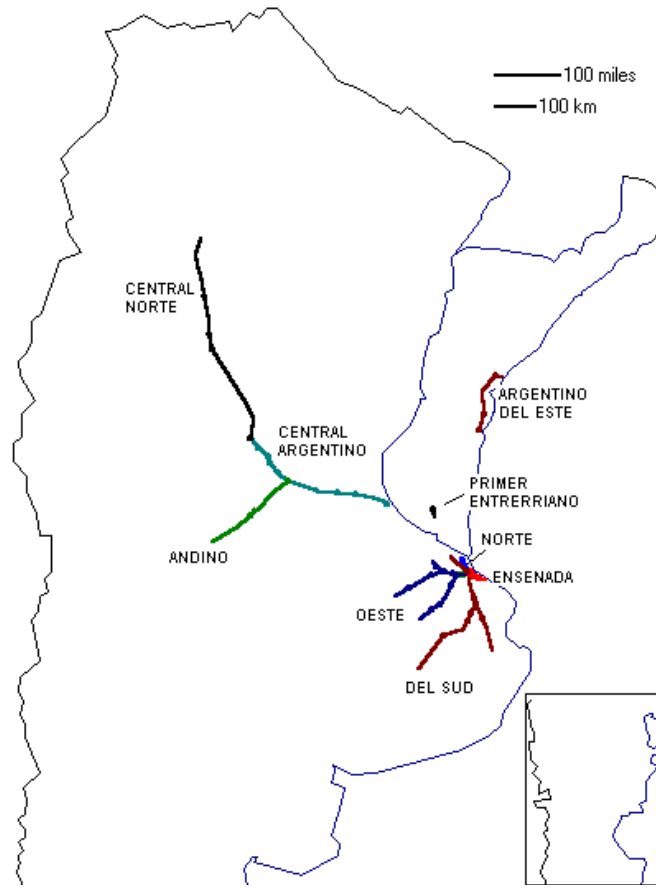 100 miles
100 km
CENTRAL
NORTE
ARGENTINO
DEL ESTE
CENTRAL
ARGENTINO
PRIMER
ENTRERRIANO
NORTE
ANDINO
ENSENADA
OESTE
DEL SUD